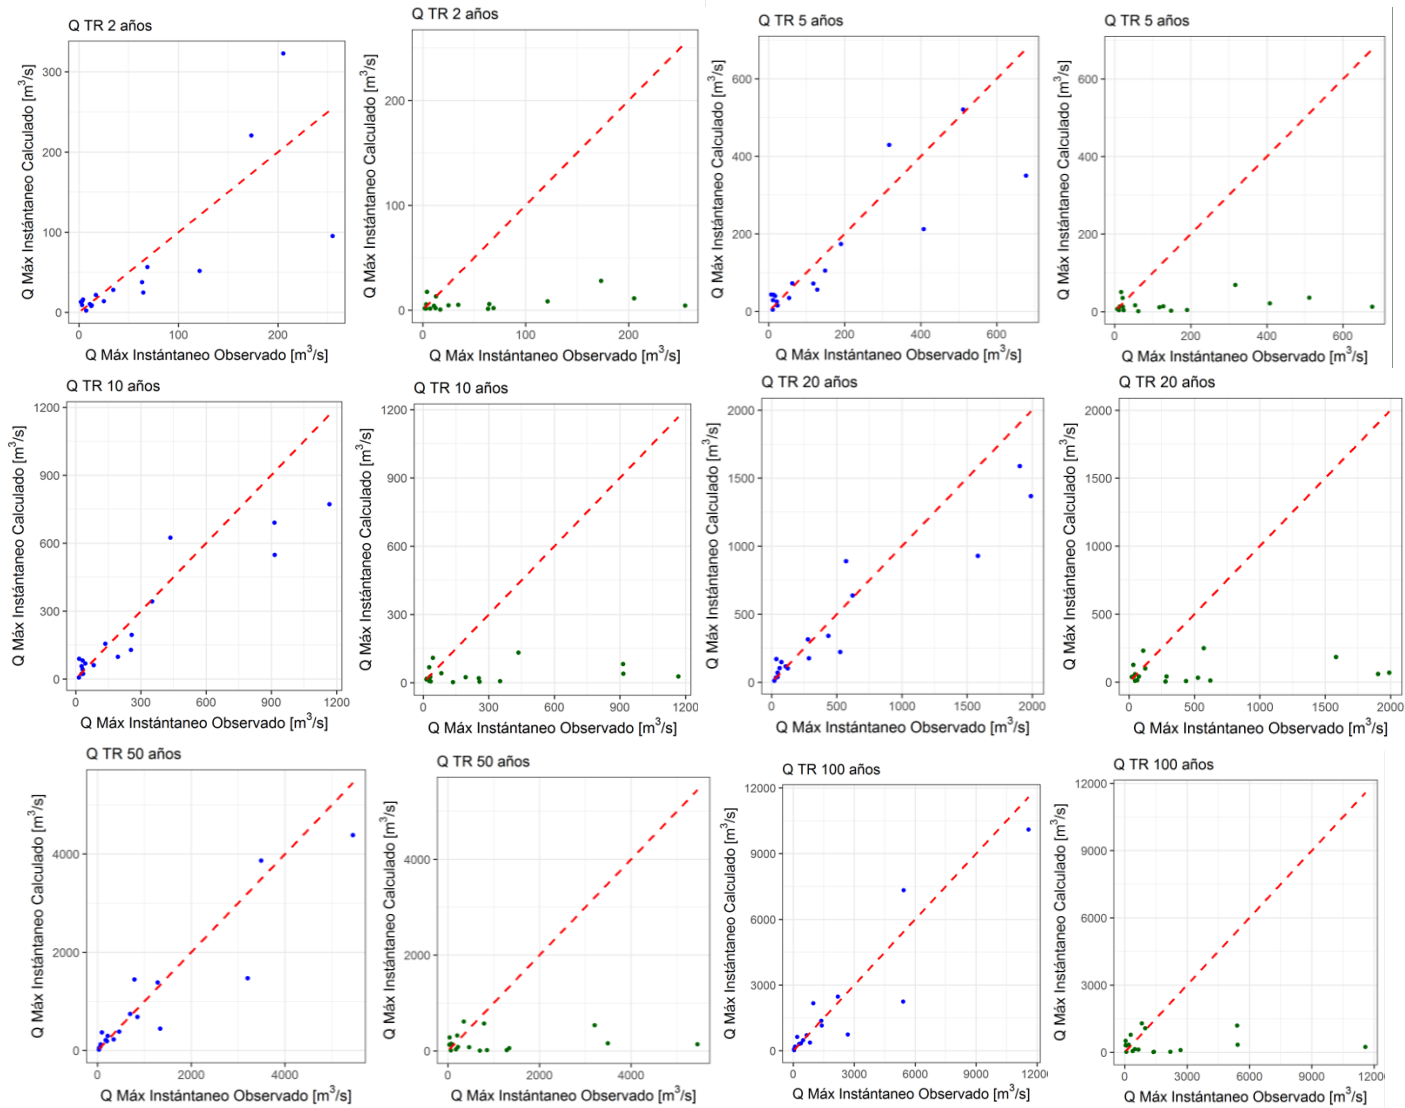 Q TR 2 años
Q Máx Instántaneo Calculado [m³/s]
300
200
100
0
0 100 200
Q Máx Instántaneo Observado [m³/s]
Q TR 2 años
Q Máx Instántaneo Calculado [m³/s]
200
100
0
0 100 200
Q Máx Instántaneo Observado [m³/s]
Q TR 5 años
Q Máx Instántaneo Calculado [m³/s]
600
400
200
0
0 200 400 600
Q Máx Instántaneo Observado [m³/s]
Q TR 5 años
Q Máx Instántaneo Calculado [m³/s]
600
400
200
0
0 200 400 600
Q Máx Instántaneo Observado [m³/s]
Q TR 10 años
Q Máx Instántaneo Calculado [m³/s]
1200
900
600
300
0
0 300 600 900 1200
Q Máx Instántaneo Observado [m³/s]
Q TR 10 años
Q Máx Instántaneo Calculado [m³/s]
1200
900
600
300
0
0 300 600 900 1200
Q Máx Instántaneo Observado [m³/s]
Q TR 20 años
Q Máx Instántaneo Calculado [m³/s]
2000
1500
1000
500
0
0 500 1000 1500 2000
Q Máx Instántaneo Observado [m³/s]
Q TR 20 años
Q Máx Instántaneo Calculado [m³/s]
2000
1500
1000
500
0
0 500 1000 1500 2000
Q Máx Instántaneo Observado [m³/s]
Q TR 50 años
Q Máx Instántaneo Calculado [m³/s]
4000
2000
0
0 2000 4000
Q Máx Instántaneo Observado [m³/s]
Q TR 50 años
Q Máx Instántaneo Calculado [m³/s]
4000
2000
0
0 2000 4000
Q Máx Instántaneo Observado [m³/s]
Q TR 100 años
Q Máx Instántaneo Calculado [m³/s]
12000
9000
6000
3000
0
0 3000 6000 9000 1200
Q Máx Instántaneo Observado [m³/s]
Q TR 100 años
Q Máx Instántaneo Calculado [m³/s]
12000
9000
6000
3000
0
0 3000 6000 9000 1200
Q Máx Instántaneo Observado [m³/s]